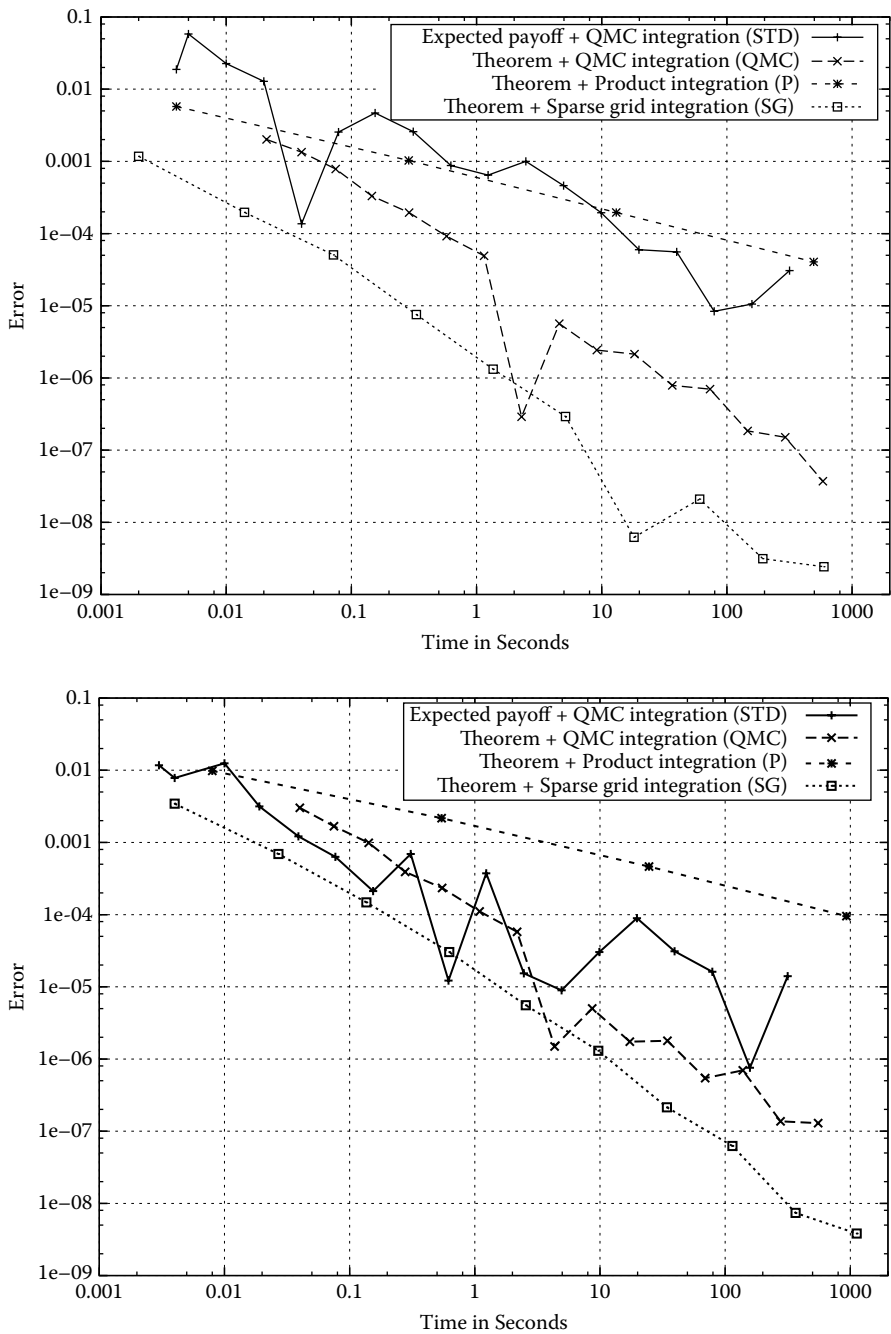 0.1
0.01
0.001
1e−04
1e−05
1e−06
1e−07
1e−08
1e−09
Error
Expected payoff + QMC integration (STD)
Theorem + QMC integration (QMC)
Theorem + Product integration (P)
Theorem + Sparse grid integration (SG)
0.001 0.01 0.1 1 10 100 1000
Time in Seconds
0.1
0.01
0.001
1e−04
1e−05
1e−06
1e−07
1e−08
1e−09
Error
Expected payoff + QMC integration (STD)
Theorem + QMC integration (QMC)
Theorem + Product integration (P)
Theorem + Sparse grid integration (SG)
0.001 0.01 0.1 1 10 100 1000
Time in Seconds